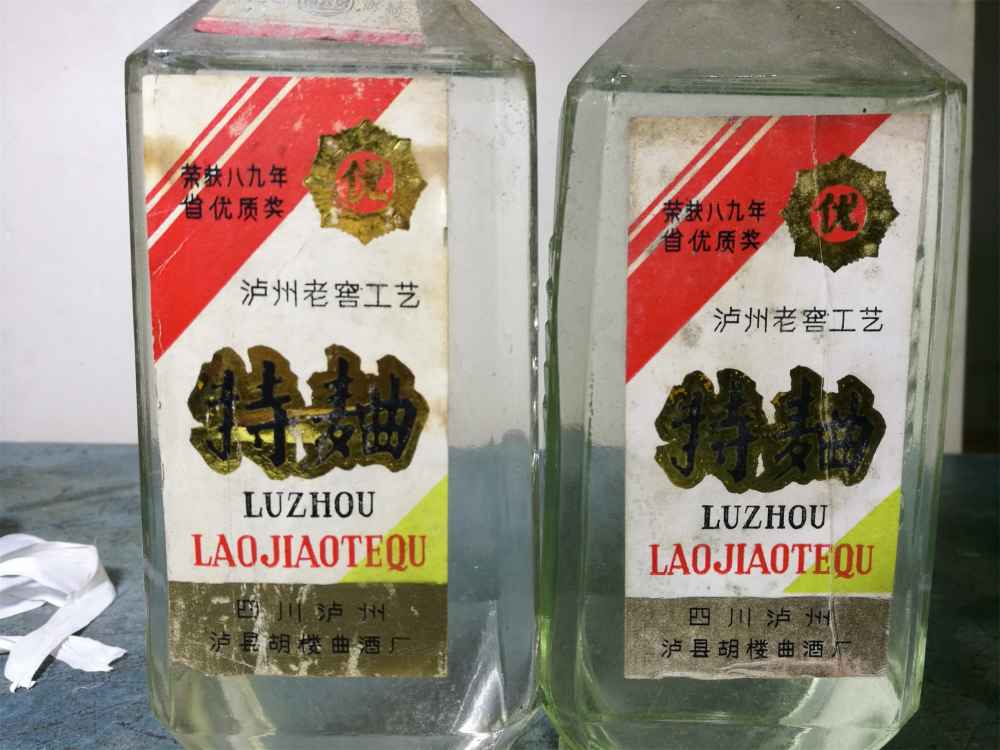 荣获八九年
省优质奖
优
泸州老窖工艺
特麯
LUZHOU
LAOJIAOTEQU
四川泸州
泸县胡楼曲酒厂
荣获八九年
省优质奖
优
泸州老窖工艺
特麯
LUZHOU
LAOJIAOTEQU
四川泸州
泸县胡楼曲酒厂